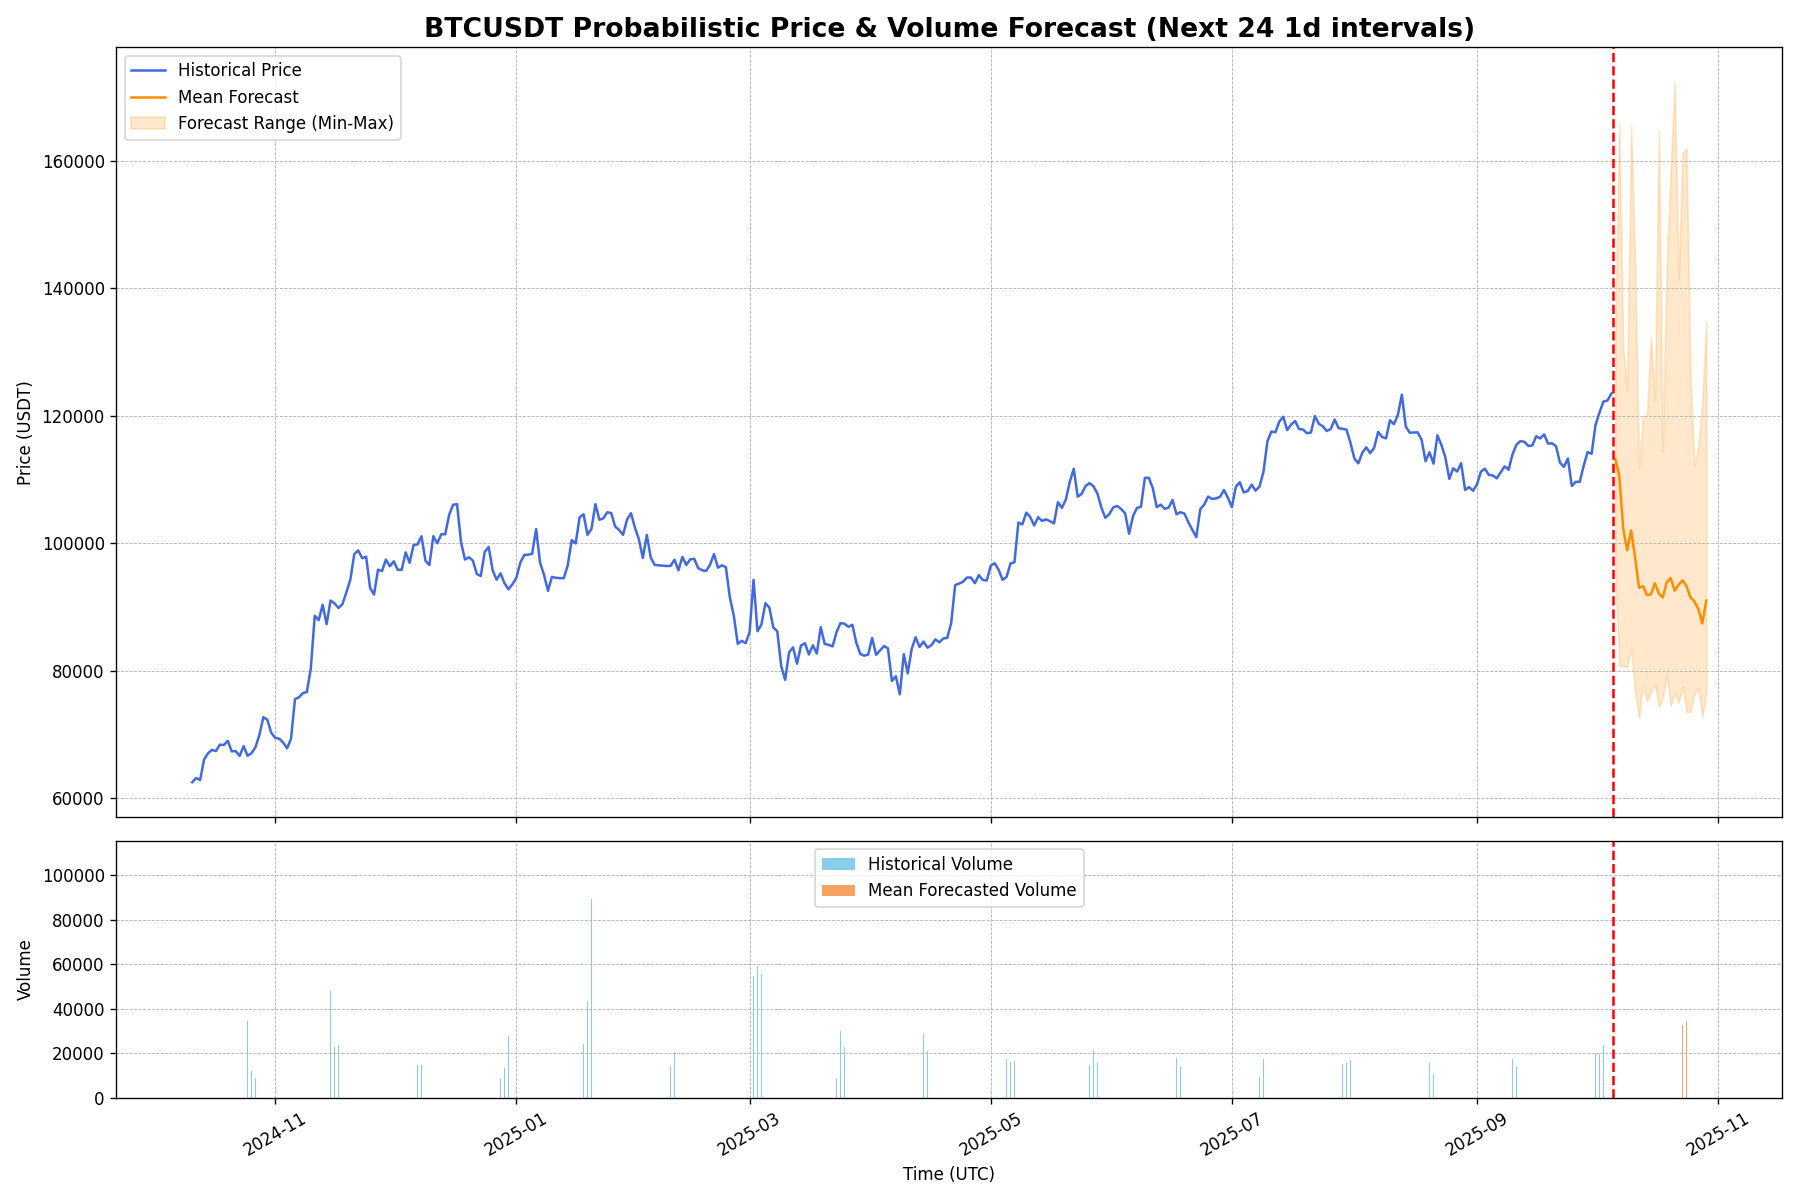 BTCUSDT Probabilistic Price & Volume Forecast (Next 24 1d intervals)
Historical Price
Mean Forecast
Forecast Range (Min-Max)
160000
140000
120000
100000
80000
60000
Price (USDT)
Historical Volume
Mean Forecasted Volume
100000
80000
60000
40000
20000
0
Volume
2024-11
2025-01
2025-03
2025-05
2025-07
2025-09
2025-11
Time (UTC)